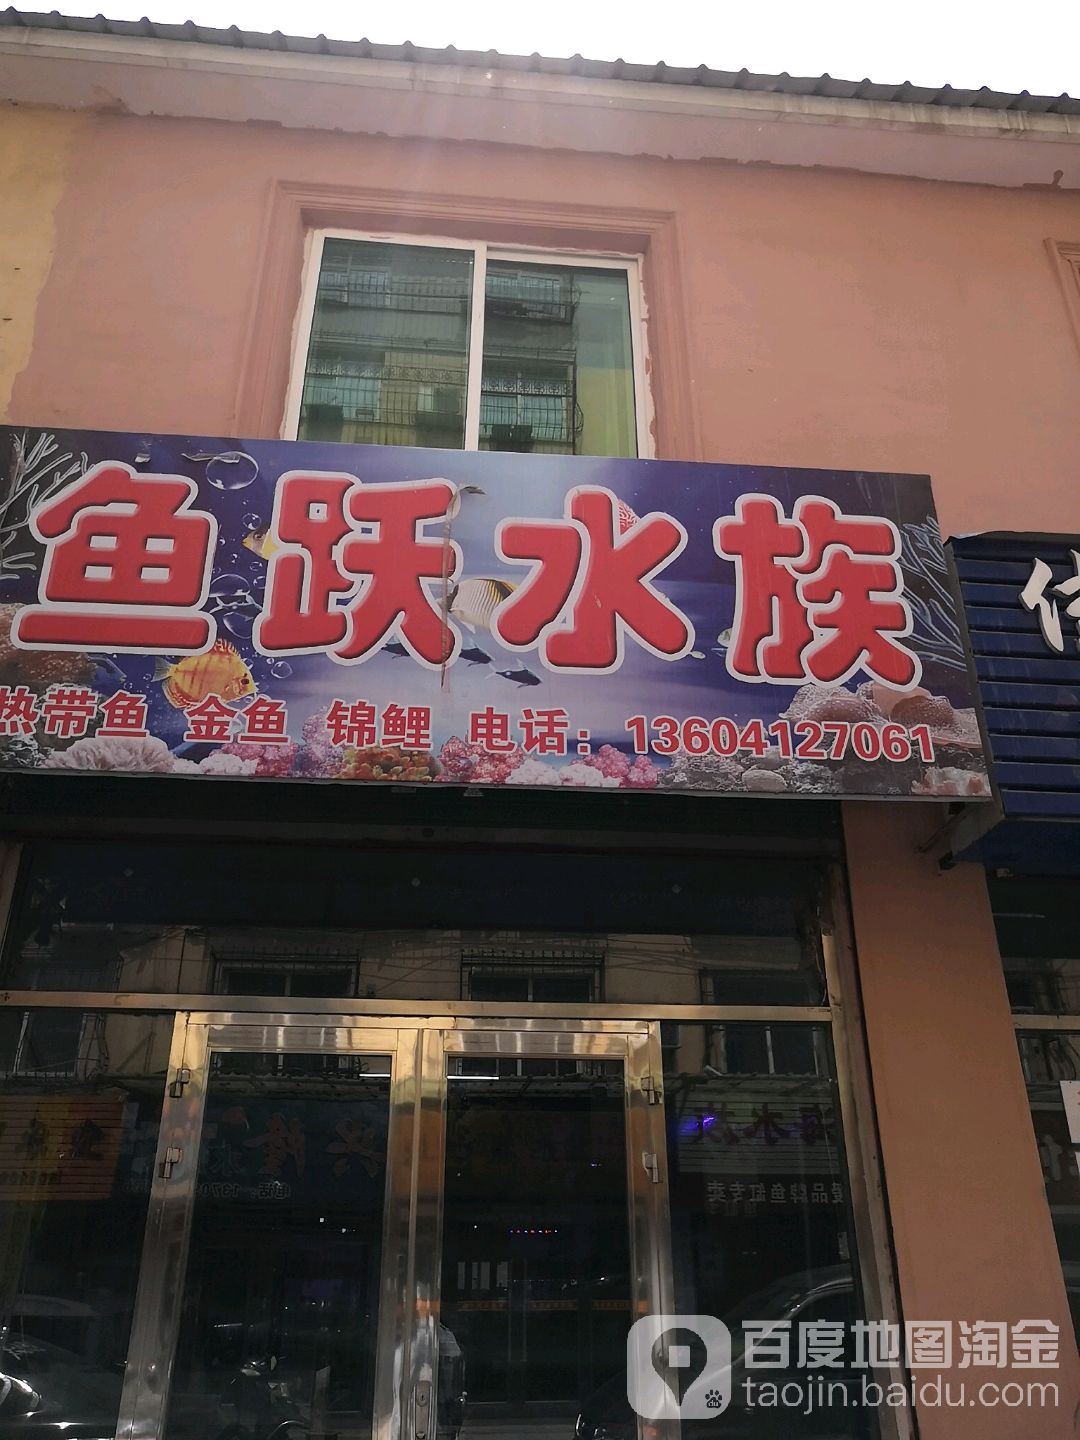 鱼跃水族
热带鱼 金鱼 锦鲤 电话：13604127061
百度地图淘金
taojin.baidu.com